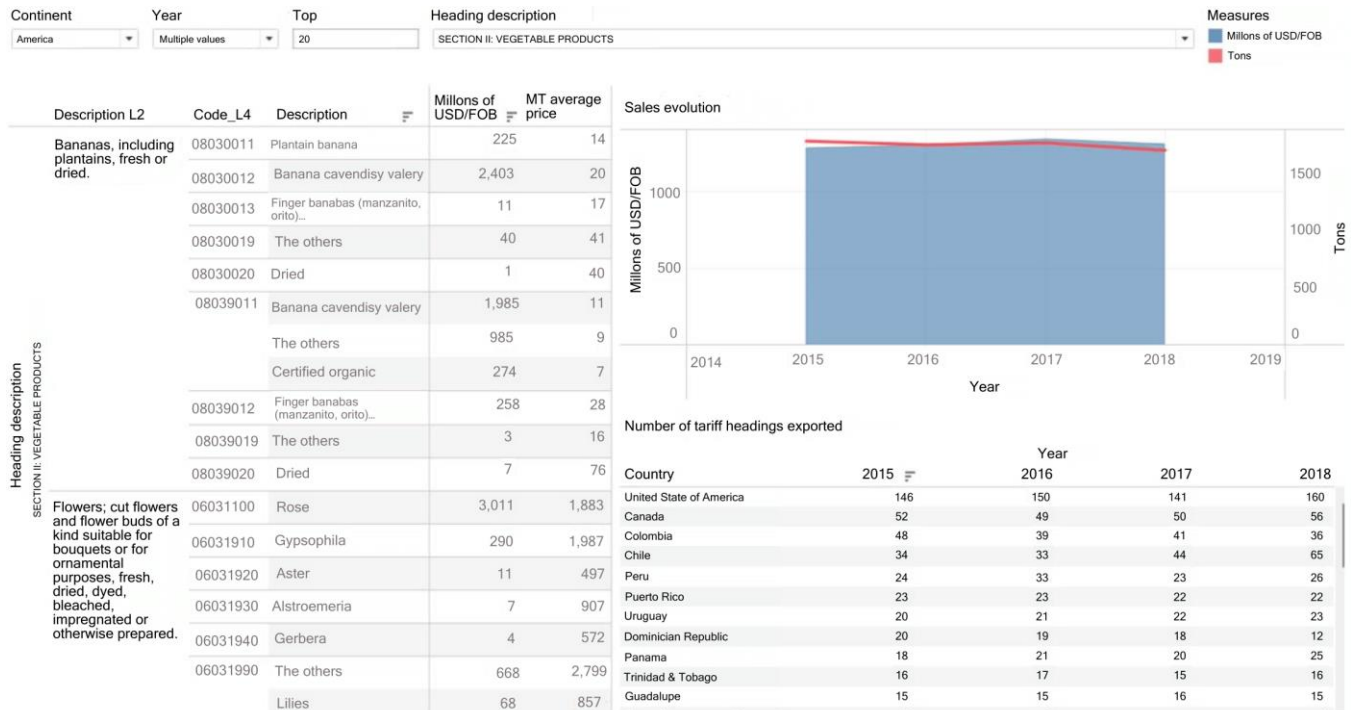 Continent Year Top Heading description Measures
America Multiple values 20 SECTION II: VEGETABLE PRODUCTS Millons of USD/FOB
Tons
Description L2 Code_L4 Description Millons of USD/FOB MT average price
Heading description
SECTION II: VEGETABLE PRODUCTS
Bananas, including
plantains, fresh or
dried.
08030011 Plantain banana 225 14
08030012 Banana cavendisy valery 2,403 20
08030013 Finger banabas (manzanito, orito)... 11 17
08030019 The others 40 41
08030020 Dried 1 40
08039011 Banana cavendisy valery 1,985 11
The others 985 9
Certified organic 274 7
08039012 Finger banabas (manzanito, orito)... 258 28
08039019 The others 3 16
08039020 Dried 7 76
Flowers; cut flowers
and flower buds of a
kind suitable for
bouquets or for
ornamental
purposes, fresh,
dried, dyed,
bleached,
impregnated or
otherwise prepared.
06031100 Rose 3,011 1,883
06031910 Gypsophila 290 1,987
06031920 Aster 11 497
06031930 Alstroemeria 7 907
06031940 Gerbera 4 572
06031990 The others 668 2,799
Lilies 68 857
Sales evolution
Millons of USD/FOB
1000
500
0
1500
1000
500
0
Tons
2014 2015 2016 2017 2018 2019
Year
Number of tariff headings exported
Year
Country 2015 2016 2017 2018
United State of America 146 150 141 160
Canada 52 49 50 56
Colombia 48 39 41 36
Chile 34 33 44 65
Peru 24 33 23 26
Puerto Rico 23 23 22 22
Uruguay 20 21 22 23
Dominician Republic 20 19 18 12
Panama 18 21 20 25
Trinidad & Tobago 16 17 15 16
Guadalupe 15 15 16 15